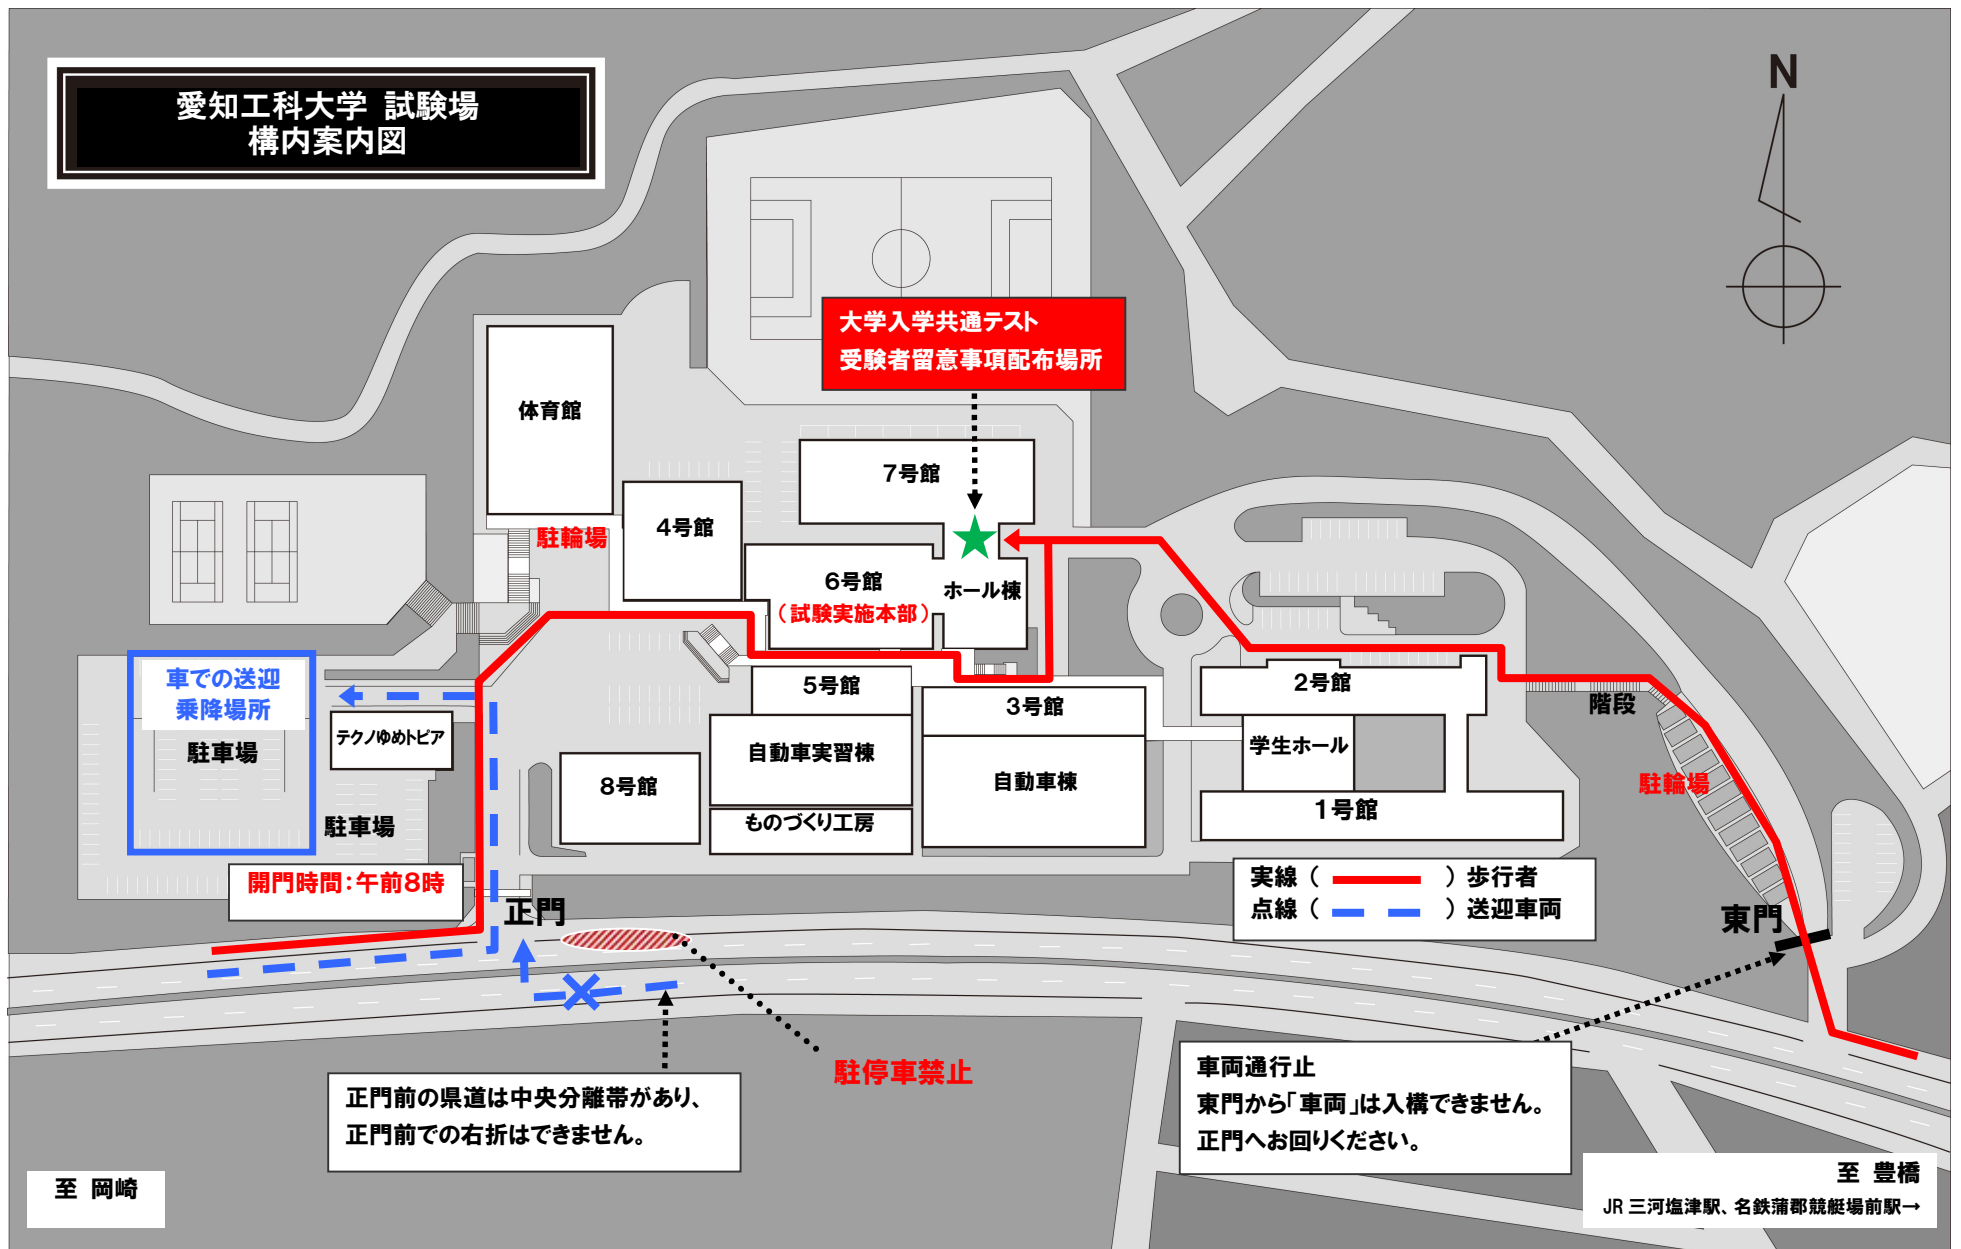 愛知工科大学 試験場
構内案内図
N
大学入学共通テスト
受験者留意事項配布場所
体育館
7号館
4号館
駐輪場
6号館
（試験実施本部）
ホール棟
車での送迎
乗降場所
駐車場
テクノゆめトピア
駐車場
5号館
3号館
2号館
階段
自動車実習棟
学生ホール
8号館
自動車棟
駐輪場
ものづくり工房
1号館
開門時間：午前8時
正門
実線（　　　）歩行者
点線（　　　）送迎車両
東門
駐停車禁止
正門前の県道は中央分離帯があり、
正門前での右折はできません。
車両通行止
東門から「車両」は入構できません。
正門へお回りください。
至 岡崎
至 豊橋
JR 三河塩津駅、名鉄蒲郡競艇場前駅→